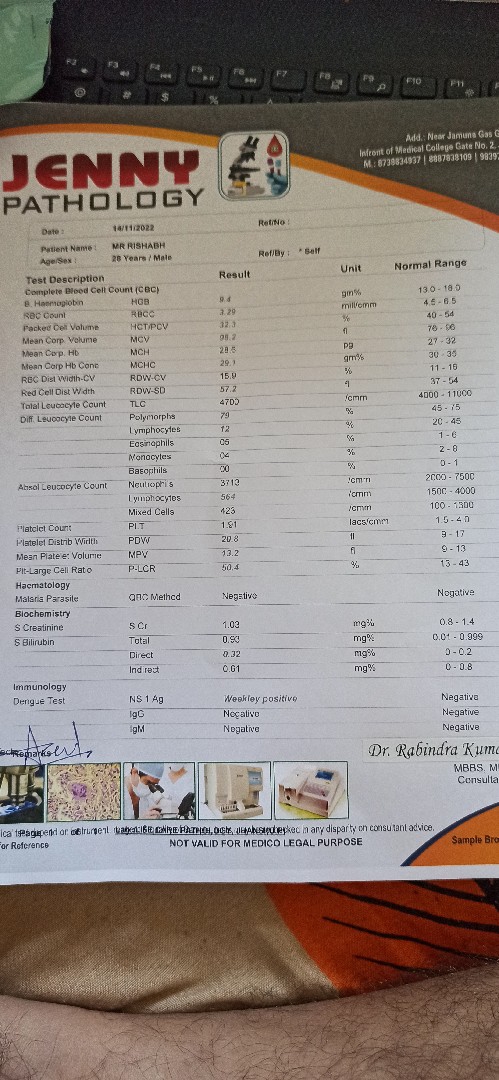 F2 F3 F4 F5 F6 F7 F8 F9 F10 F11
# $ %
JENNY
PATHOLOGY
Add.: Near Jamuna Gas
Infront of Medical College Gate No. 2,
M.: 8739834937 | 8887839109 |
Date : 14/11/2022 Ref/No :
Patient Name : MR RISHABH Ref/By : * Self
Age/Sex : 28 Years / Male
Test Description Result Unit Normal Range
Complete Blood Cell Count (CBC)
B. Haemoglobin HGB 9.4 gm% 13.0 - 18.0
RBC Count RBCC 3.29 mill/cmm 4.5 - 6.5
Packed Cell Volume HCT/PCV 32.3 % 40 - 54
Mean Corp. Volume MCV 98.2 fl 76 - 96
Mean Corp. Hb MCH 28.6 pg 27 - 32
Mean Corp Hb Conc MCHC 29.1 gm% 30 - 35
RBC Dist Width-CV RDW-CV 15.9 % 11 - 16
Red Cell Dist Width RDW-SD 57.2 fl 37 - 54
Total Leucocyte Count TLC 4700 /cmm 4000 - 11000
Diff. Leucocyte Count Polymorphs 79 % 45 - 75
Lymphocytes 12 % 20 - 45
Eosinophils 05 % 1 - 6
Monocytes 04 % 2 - 8
Basophils 00 % 0 - 1
Absol Leucocyte Count Neutrophils 3713 /cmm 2000 - 7500
Lymphocytes 564 /cmm 1500 - 4000
Mixed Cells 423 /cmm 100 - 1500
Platelet Count PLT 1.91 lacs/cmm 1.5 - 4.0
Platelet Distrib Width PDW 20.8 fl 9 - 17
Mean Platelet Volume MPV 13.2 fl 9 - 13
Plt-Large Cell Ratio P-LCR 50.4 % 13 - 43
Haematology
Malaria Parasite QBC Method Negative Negative
Biochemistry
S Creatinine S Cr 1.03 mg% 0.8 - 1.4
S Bilirubin Total 0.93 mg% 0.01 - 0.999
Direct 0.32 mg% 0 - 0.2
Indirect 0.61 mg% 0 - 0.8
Immunology
Dengue Test NS 1 Ag Weekley positive Negative
IgG Negative Negative
IgM Negative Negative
Remarks
Dr. Rabindra
MBBS,
in any disparity on consultant advice.
for Reference NOT VALID FOR MEDICO LEGAL PURPOSE
Sample